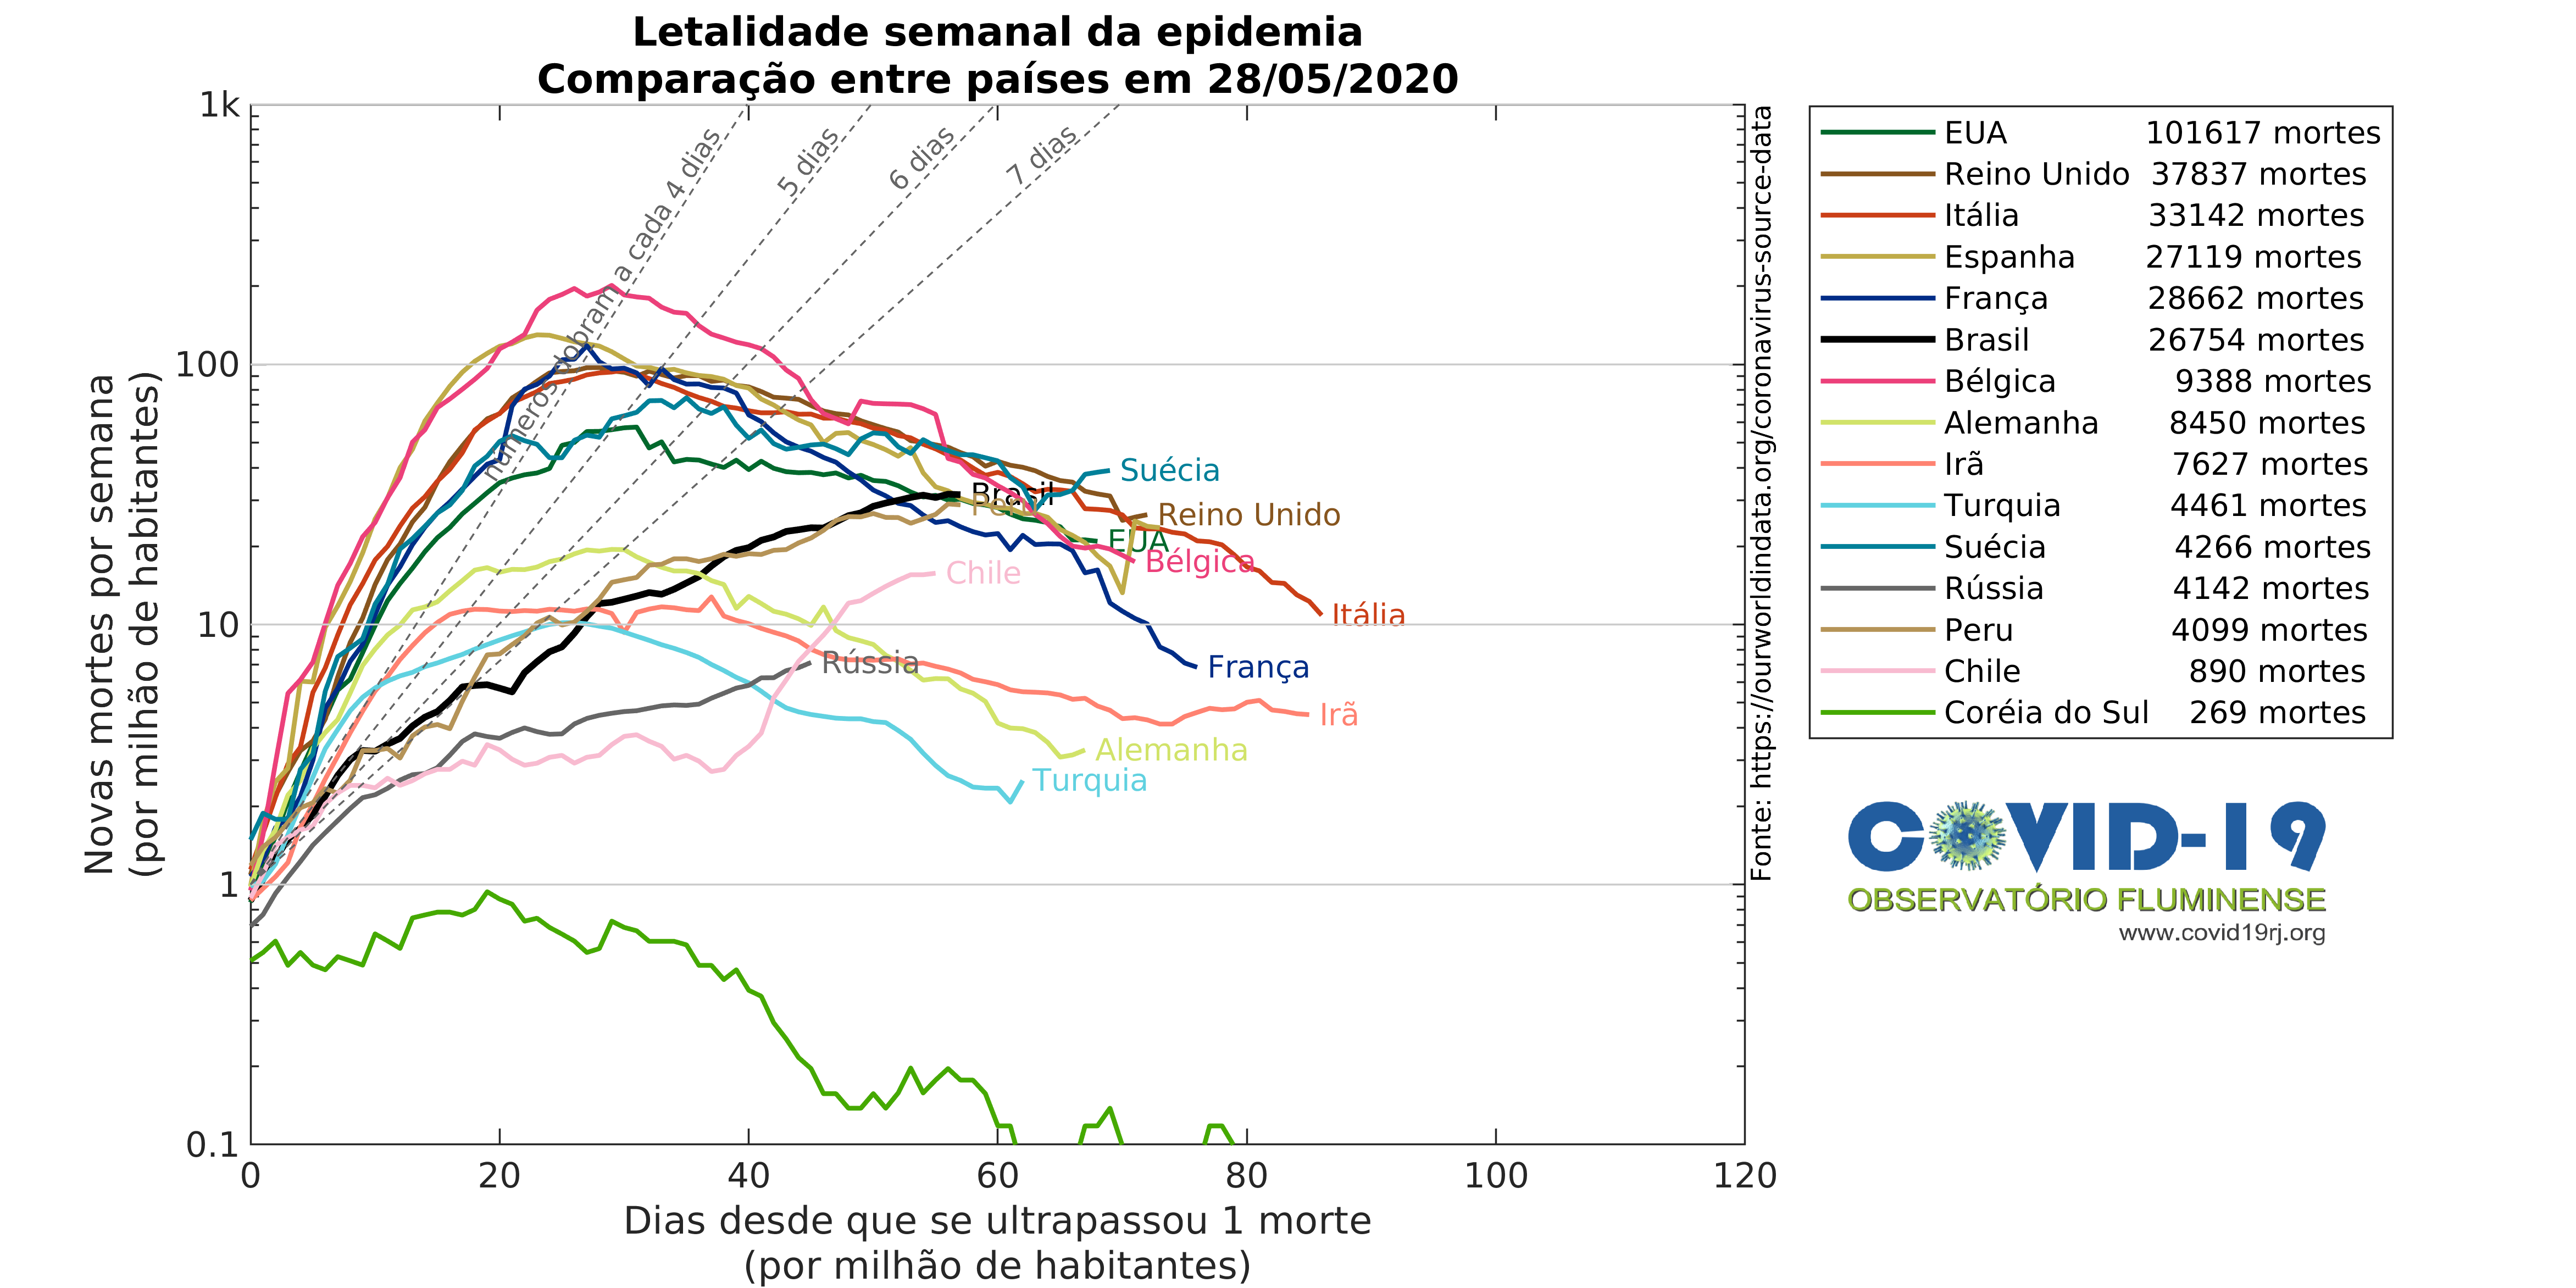 Letalidade semanal da epidemia
Comparação entre países em 28/05/2020
Novas mortes por semana
(por milhão de habitantes)
1k
100
10
1
0.1
0
20
40
60
80
100
120
Dias desde que se ultrapassou 1 morte
(por milhão de habitantes)
números dobram a cada 4 dias
5 dias
6 dias
7 dias
Suécia
Brasil
Peru
Reino Unido
EUA
Bélgica
Chile
Itália
Rússia
França
Irã
Alemanha
Turquia
Fonte: https://ourworldindata.org/coronavirus-source-data
EUA 101617 mortes
Reino Unido 37837 mortes
Itália 33142 mortes
Espanha 27119 mortes
França 28662 mortes
Brasil 26754 mortes
Bélgica 9388 mortes
Alemanha 8450 mortes
Irã 7627 mortes
Turquia 4461 mortes
Suécia 4266 mortes
Rússia 4142 mortes
Peru 4099 mortes
Chile 890 mortes
Coréia do Sul 269 mortes
COVID-19
OBSERVATÓRIO FLUMINENSE
www.covid19rj.org